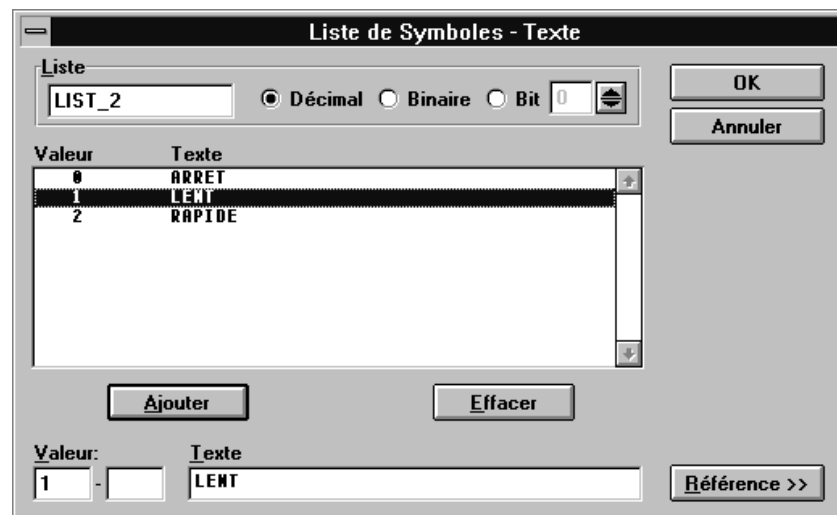 Liste de Symboles - Texte
Liste
LIST_2 Décimal Binaire Bit 0
OK
Annuler
Valeur Texte
0 ARRET
1 LENT
2 RAPIDE
Ajouter Effacer
Valeur: Texte
1 - LENT
Référence >>